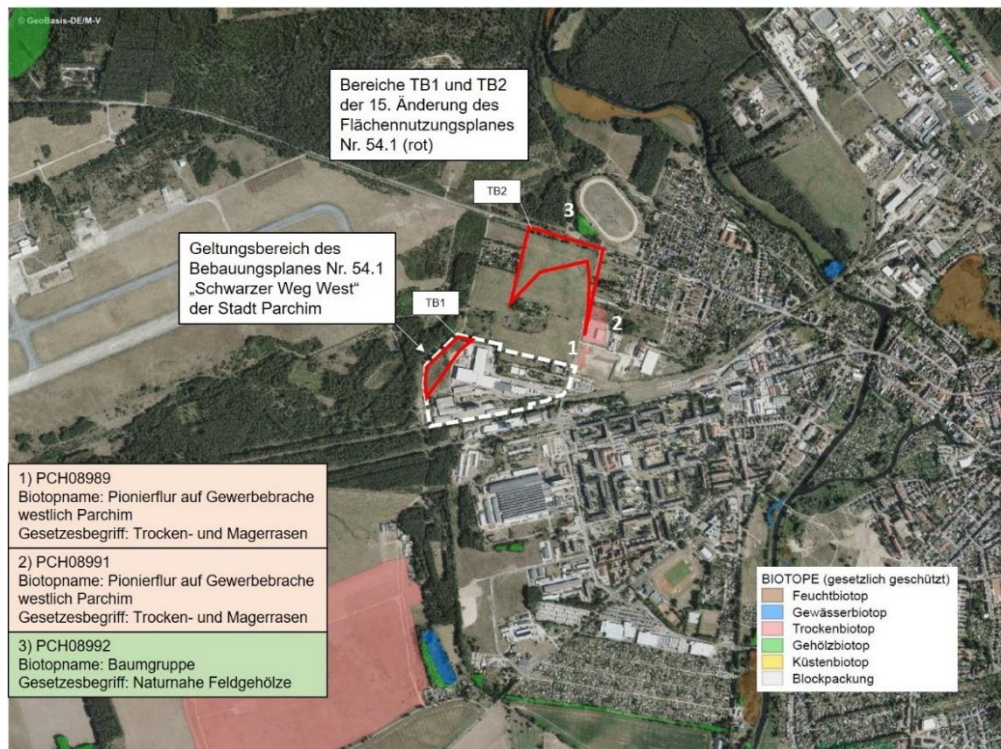 © GeoBasis-DE/M-V
Bereiche TB1 und TB2
der 15. Änderung des
Flächennutzungsplanes
Nr. 54.1 (rot)
TB2
3
Geltungsbereich des
Bebauungsplanes Nr. 54.1
„Schwarzer Weg West“
der Stadt Parchim
TB1
2
1
1) PCH08989
Biotopname: Pionierflur auf Gewerbebrache
westlich Parchim
Gesetzesbegriff: Trocken- und Magerrasen
2) PCH08991
Biotopname: Pionierflur auf Gewerbebrache
westlich Parchim
Gesetzesbegriff: Trocken- und Magerrasen
3) PCH08992
Biotopname: Baumgruppe
Gesetzesbegriff: Naturnahe Feldgehölze
BIOTOPE (gesetzlich geschützt)
Feuchtbiotop
Gewässerbiotop
Trockenbiotop
Gehölzbiotop
Küstenbiotop
Blockpackung